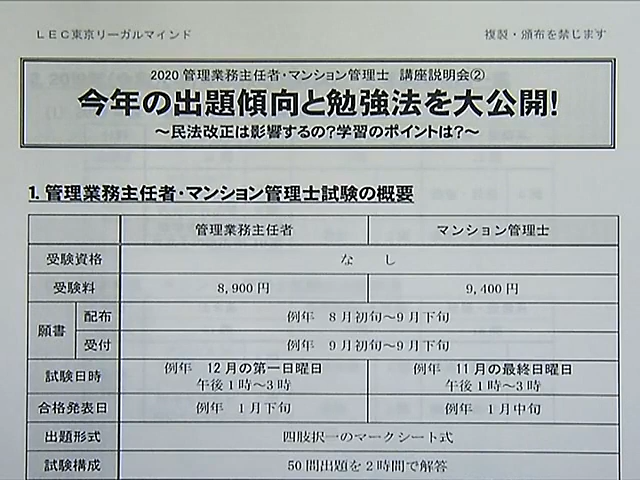 LEC東京リーガルマインド 複製・頒布を禁じます
2020 管理業務主任者・マンション管理士 講座説明会②
今年の出題傾向と勉強法を大公開!
～民法改正は影響するの?学習のポイントは?～
1. 管理業務主任者・マンション管理士試験の概要
管理業務主任者 マンション管理士
受験資格 なし
受験料 8,900円 9,400円
願書 配布 例年 8月初旬～9月下旬
受付 例年 9月初旬～9月下旬
試験日時 例年 12月の第一日曜日 例年 11月の最終日曜日
午後1時～3時 午後1時～3時
合格発表日 例年 1月下旬 例年 1月中旬
出題形式 四肢択一のマークシート式
試験構成 50問出題を2時間で解答